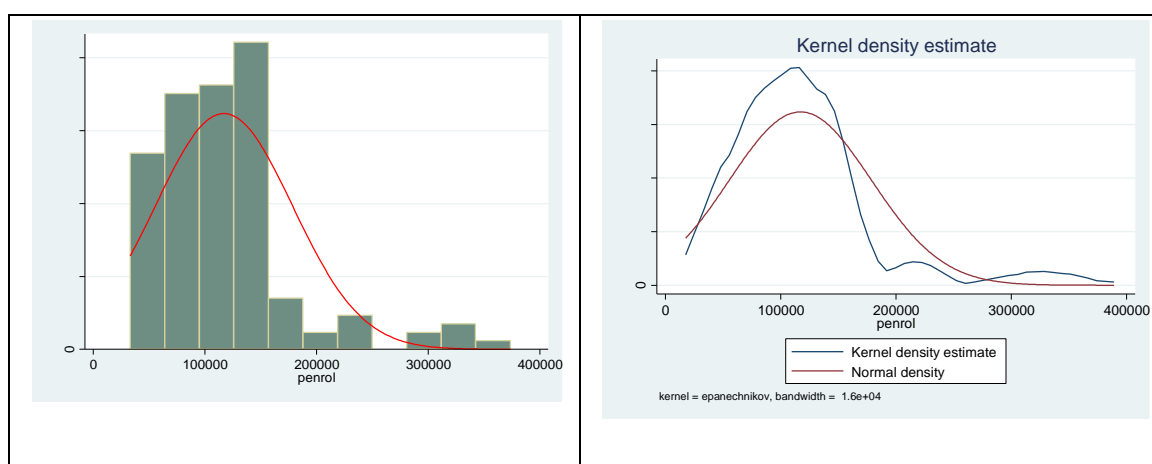 0
0 100000 200000 300000 400000
penrol
Kernel density estimate
0
0 100000 200000 300000 400000
penrol
Kernel density estimate
Normal density
kernel = epanechnikov, bandwidth = 1.6e+04